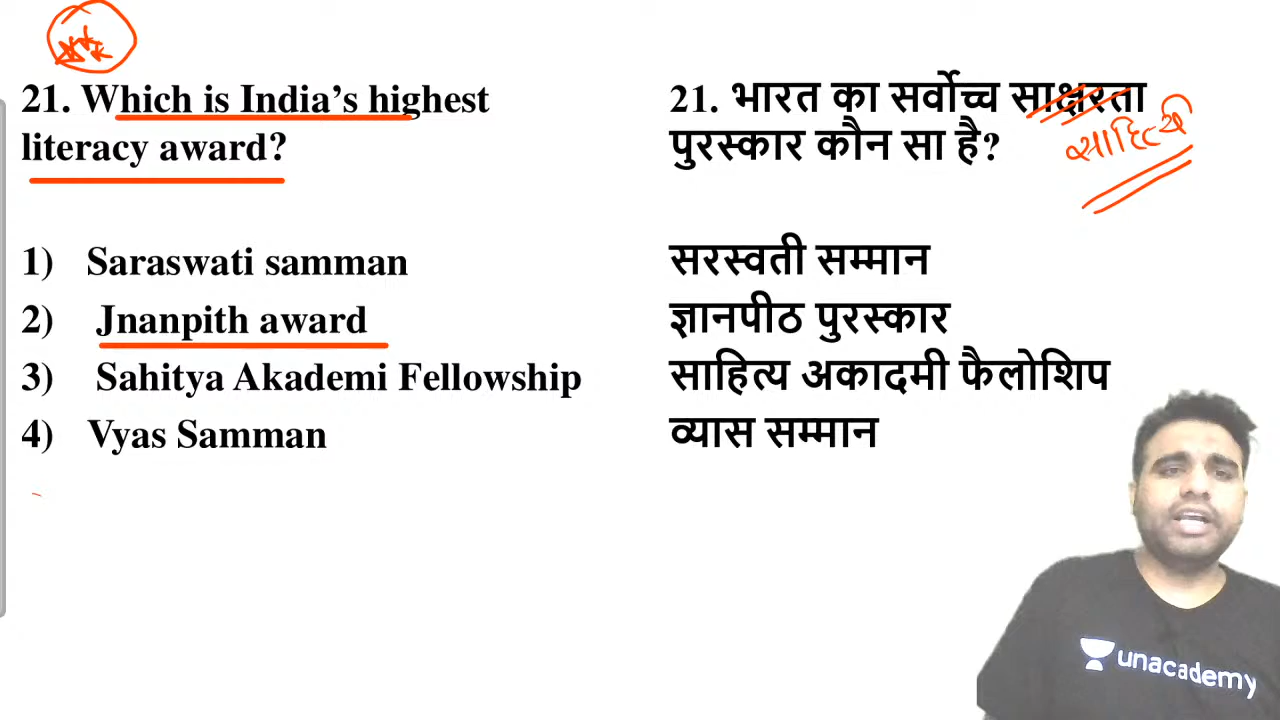 21. Which is India's highest
literacy award?
1) Saraswati samman
2) Jnanpith award
3) Sahitya Akademi Fellowship
4) Vyas Samman
21. भारत का सर्वोच्च साक्षरता
साहित्य
पुरस्कार कौन सा है?
सरस्वती सम्मान
ज्ञानपीठ पुरस्कार
साहित्य अकादमी फैलोशिप
व्यास सम्मान
unacademy